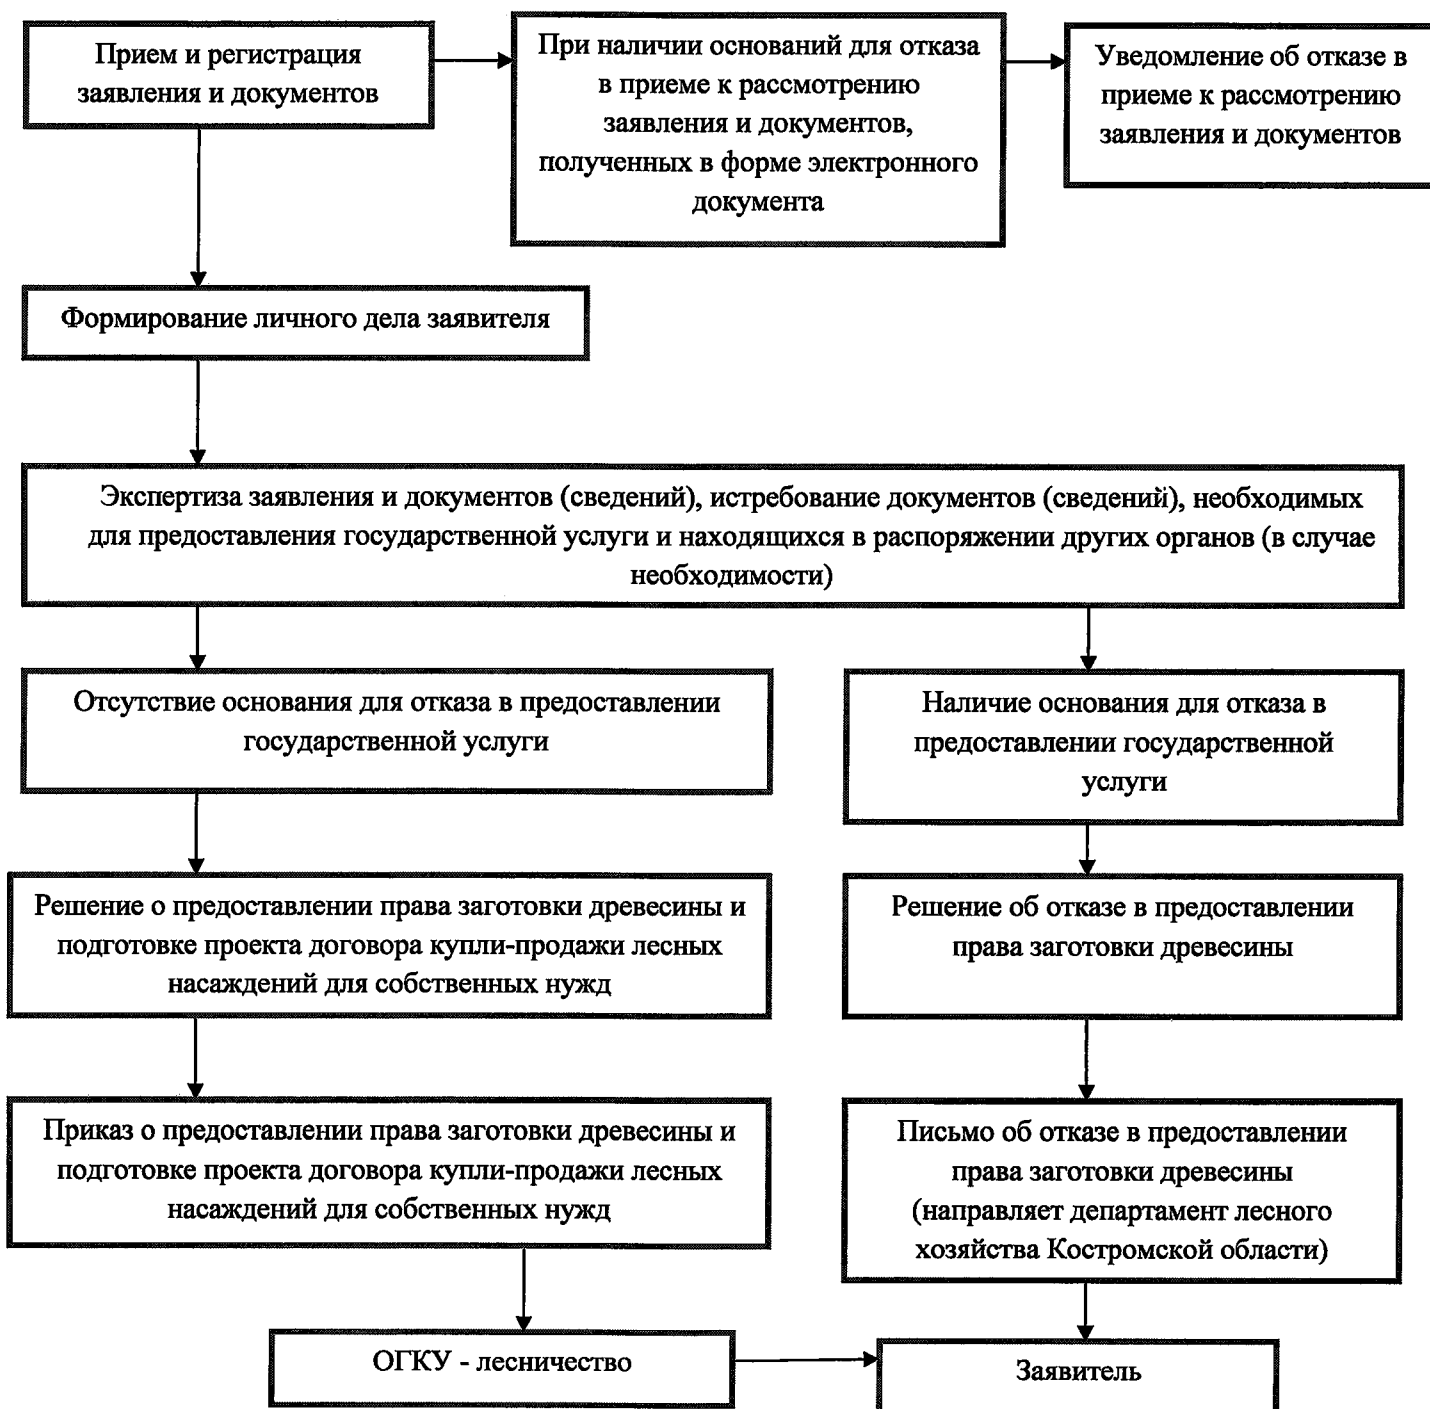 Прием и регистрация
заявления и документов
При наличии оснований для отказа
в приеме к рассмотрению
заявления и документов,
полученных в форме электронного
документа
Уведомление об отказе в
приеме к рассмотрению
заявления и документов
Формирование личного дела заявителя
Экспертиза заявления и документов (сведений), истребование документов (сведений), необходимых
для предоставления государственной услуги и находящихся в распоряжении других органов (в случае
необходимости)
Отсутствие основания для отказа в предоставлении
государственной услуги
Наличие основания для отказа в
предоставлении государственной
услуги
Решение о предоставлении права заготовки древесины и
подготовке проекта договора купли-продажи лесных
насаждений для собственных нужд
Решение об отказе в предоставлении
права заготовки древесины
Приказ о предоставлении права заготовки древесины и
подготовке проекта договора купли-продажи лесных
насаждений для собственных нужд
Письмо об отказе в предоставлении
права заготовки древесины
(направляет департамент лесного
хозяйства Костромской области)
ОГКУ - лесничество
Заявитель